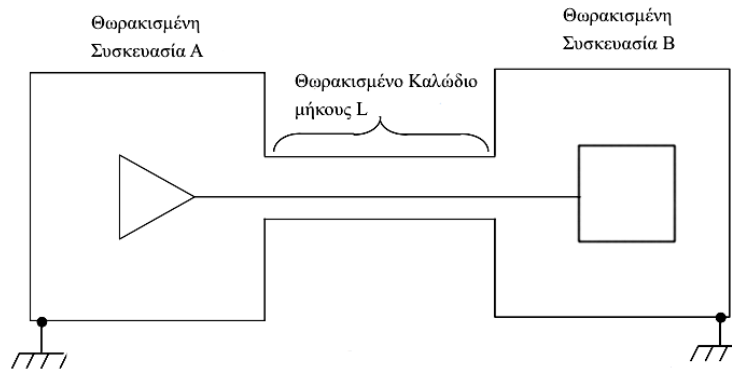 Θωρακισμένη
Συσκευασία Α
Θωρακισμένο Καλώδιο
μήκους L
Θωρακισμένη
Συσκευασία Β